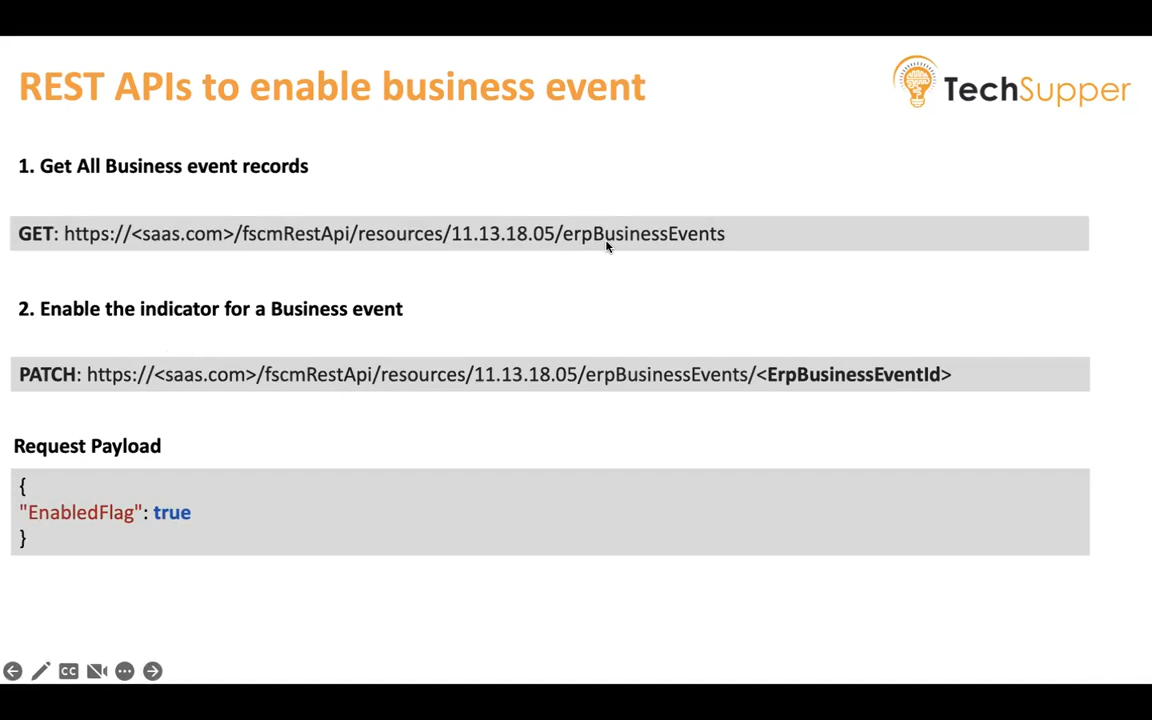 REST APIs to enable business event
TechSupper
1. Get All Business event records
GET: https://<saas.com>/fscmRestApi/resources/11.13.18.05/erpBusinessEvents
2. Enable the indicator for a Business event
PATCH: https://<saas.com>/fscmRestApi/resources/11.13.18.05/erpBusinessEvents/<ErpBusinessEventId>
Request Payload
{
"EnabledFlag": true
}
CC